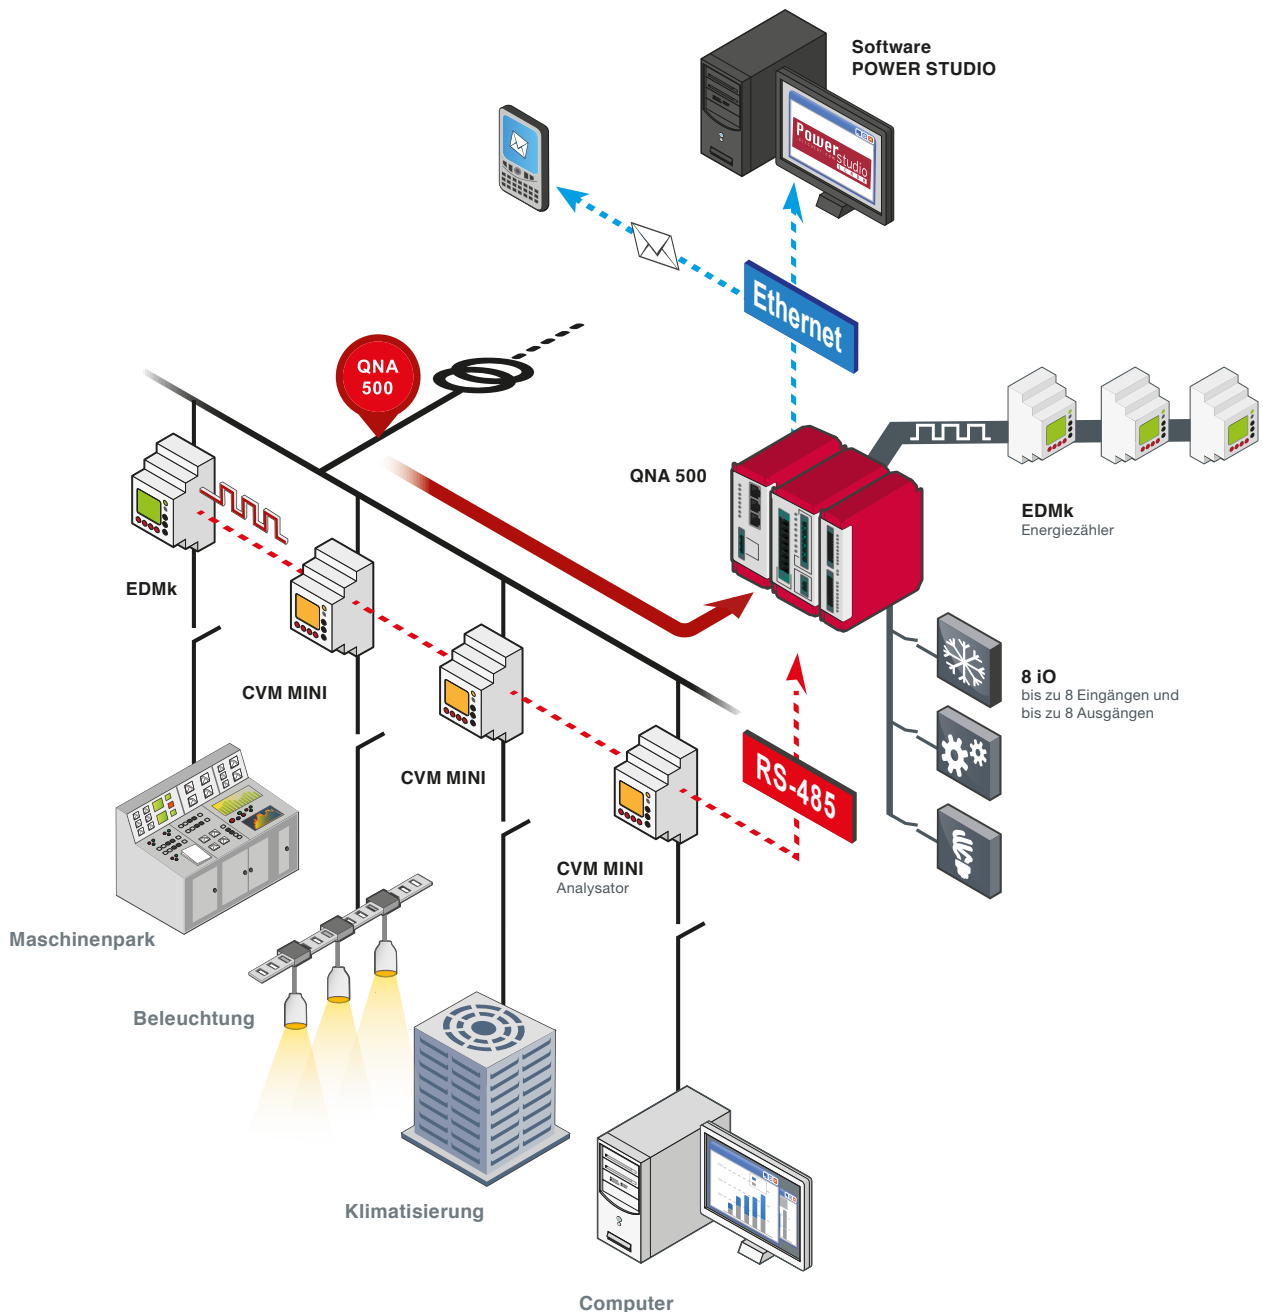 Software
POWER STUDIO
Power
studio
Ethernet
QNA
500
QNA 500
EDMk
Energiezähler
EDMk
CVM MINI
8 iO
bis zu 8 Eingängen und
bis zu 8 Ausgängen
CVM MINI
RS-485
CVM MINI
Analysator
Maschinenpark
Beleuchtung
Klimatisierung
Computer